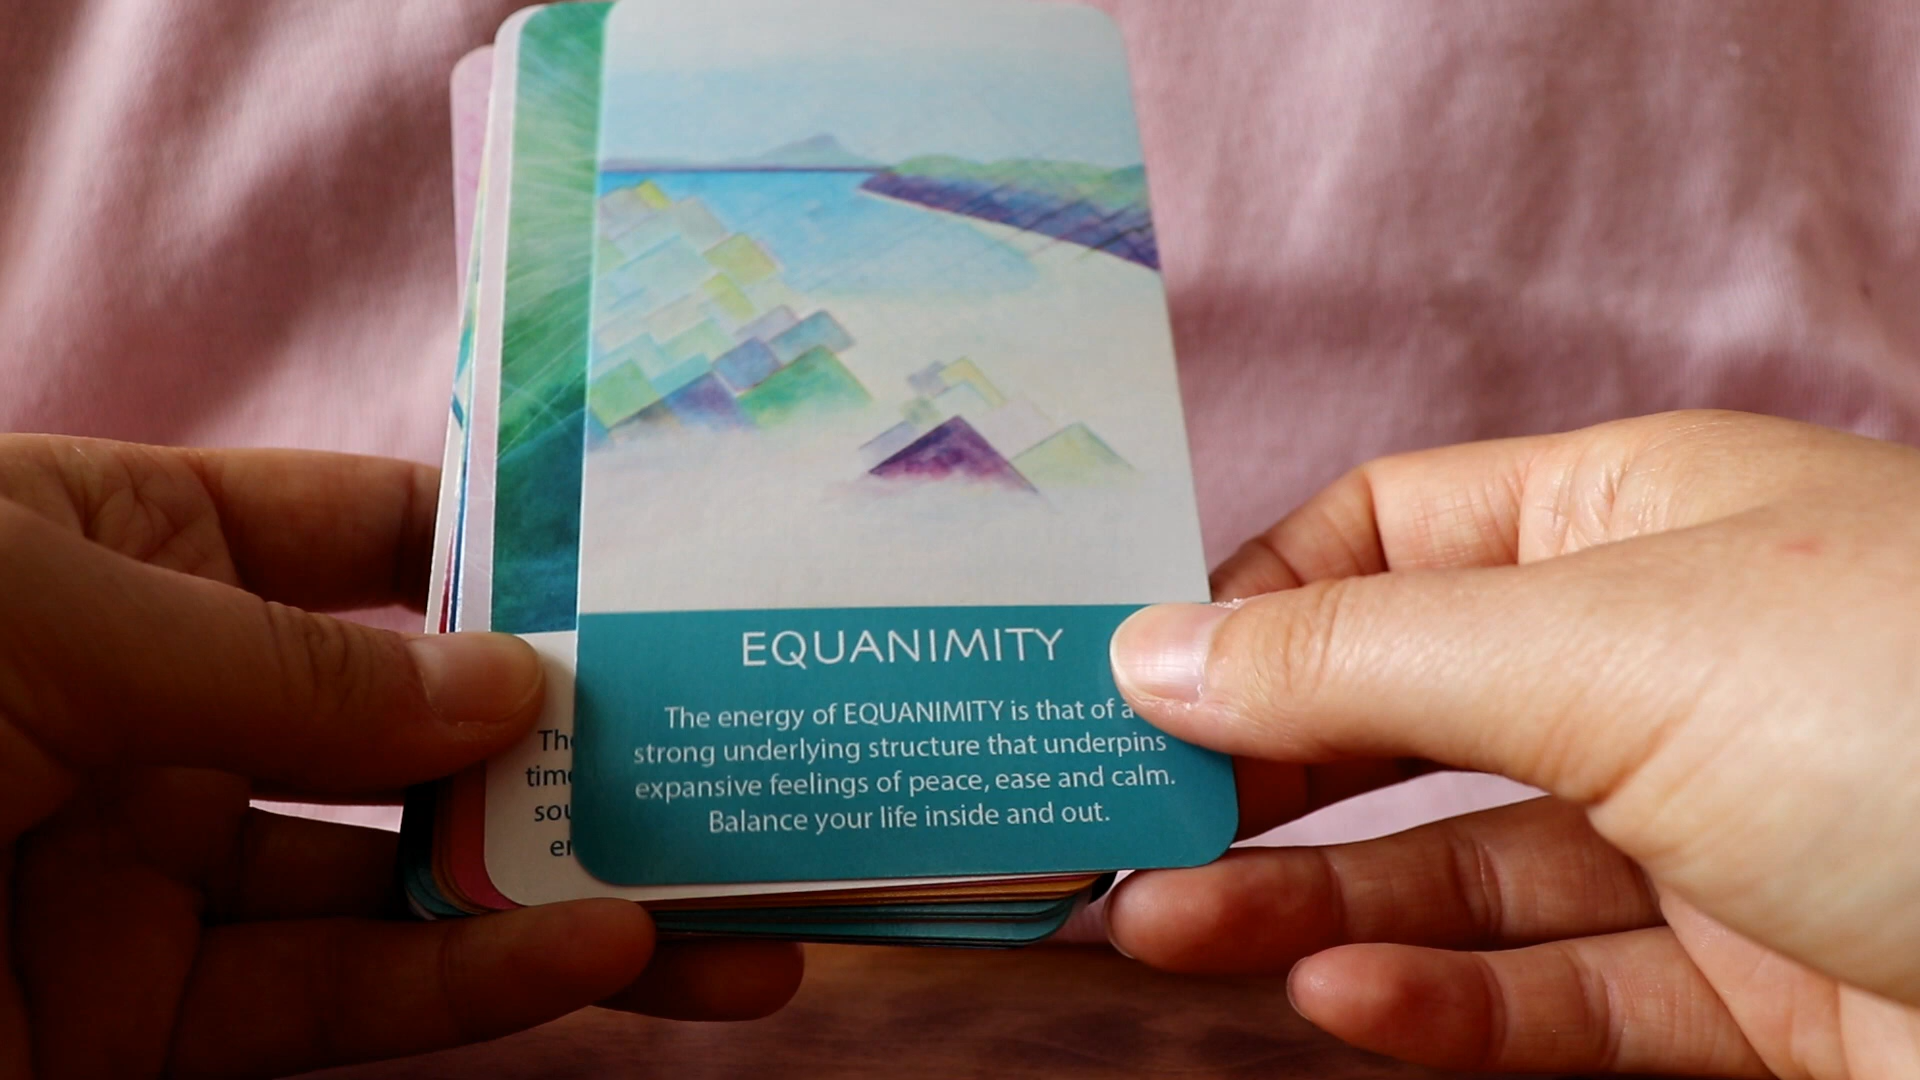 EQUANIMITY
The energy of EQUANIMITY is that of a
strong underlying structure that underpins
expansive feelings of peace, ease and calm.
Balance your life inside and out.